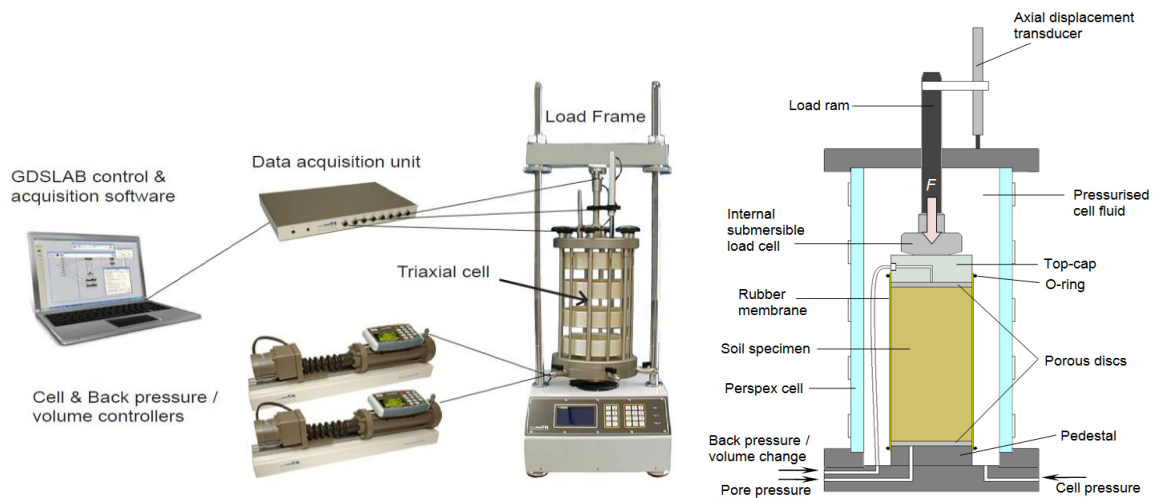 GDSLAB control &
acquisition software
Data acquisition unit
Load Frame
Triaxial cell
Cell & Back pressure /
volume controllers
Axial displacement
transducer
Load ram
F
Pressurised
cell fluid
Internal
submersible
load cell
Top-cap
O-ring
Rubber
membrane
Soil specimen
Porous discs
Perspex cell
Back pressure /
volume change
Pedestal
Pore pressure
Cell pressure